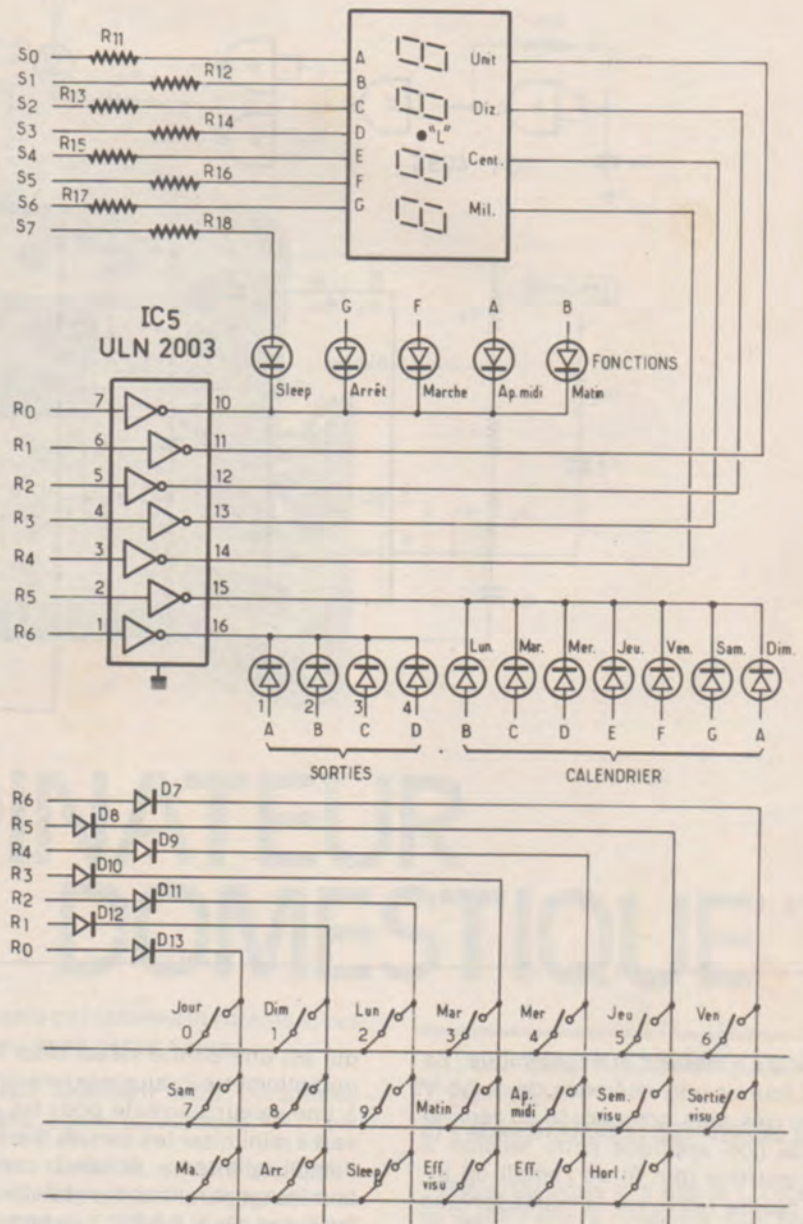 S0 R11 A Unit
S1 R12 B
S2 R13 C Diz.
S3 R14 D "L"
S4 R15 E Cent.
S5 R16 F
S6 R17 G Mil.
S7 R18
IC5
ULN 2003
G F A B
FONCTIONS
Sleep Arrêt Marche Ap.midi Matin
R0 7 10
R1 6 11
R2 5 12
R3 4 13
R4 3 14
R5 2 15
R6 1 16
Lun. Mar. Mer. Jeu. Ven. Sam. Dim.
1 2 3 4
A B C D B C D E F G A
SORTIES CALENDRIER
R6 D7
R5 D8
R4 D9
R3 D10
R2 D11
R1 D12
R0 D13
Jour Dim Lun Mar Mer Jeu Ven
0 1 2 3 4 5 6
Sam 7 8 9 Matin Ap. midi Sem. visu Sortie visu
Ma. Arr. Sleep Eff. visu Eff. Horl.